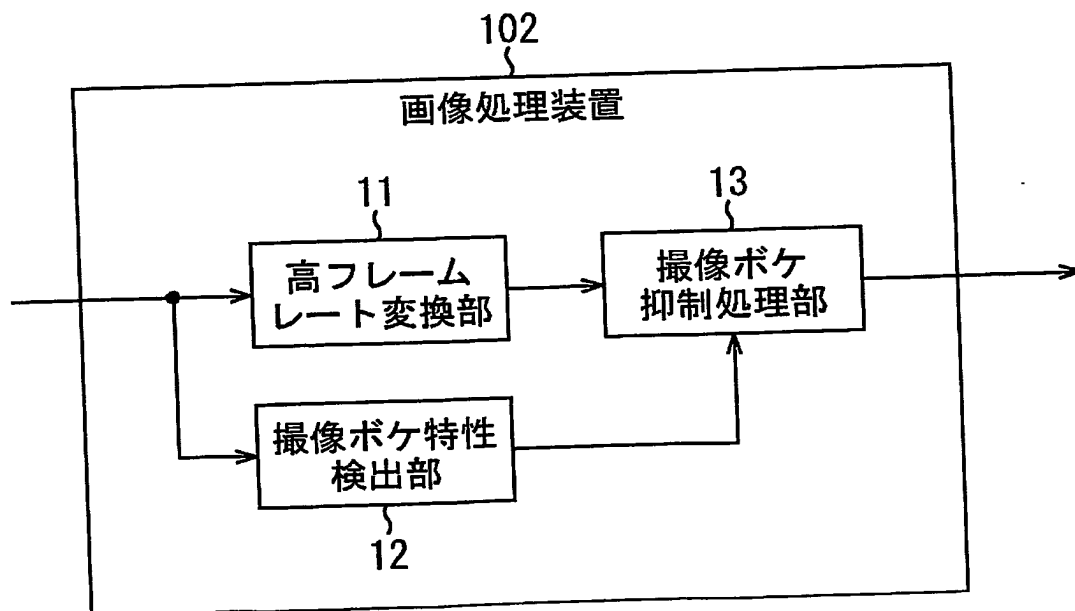 102
画像処理装置
11
高フレーム
レート変換部
13
撮像ボケ
抑制処理部
撮像ボケ特性
検出部
12